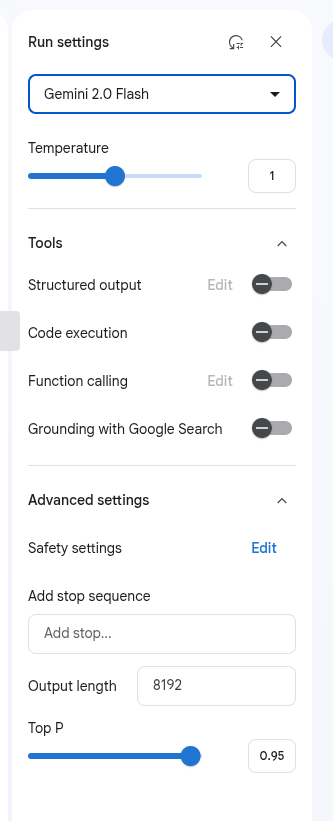 Run settings
Gemini 2.0 Flash
Temperature
1
Tools
Structured output Edit
Code execution
Function calling Edit
Grounding with Google Search
Advanced settings
Safety settings Edit
Add stop sequence
Add stop...
Output length 8192
Top P
0.95